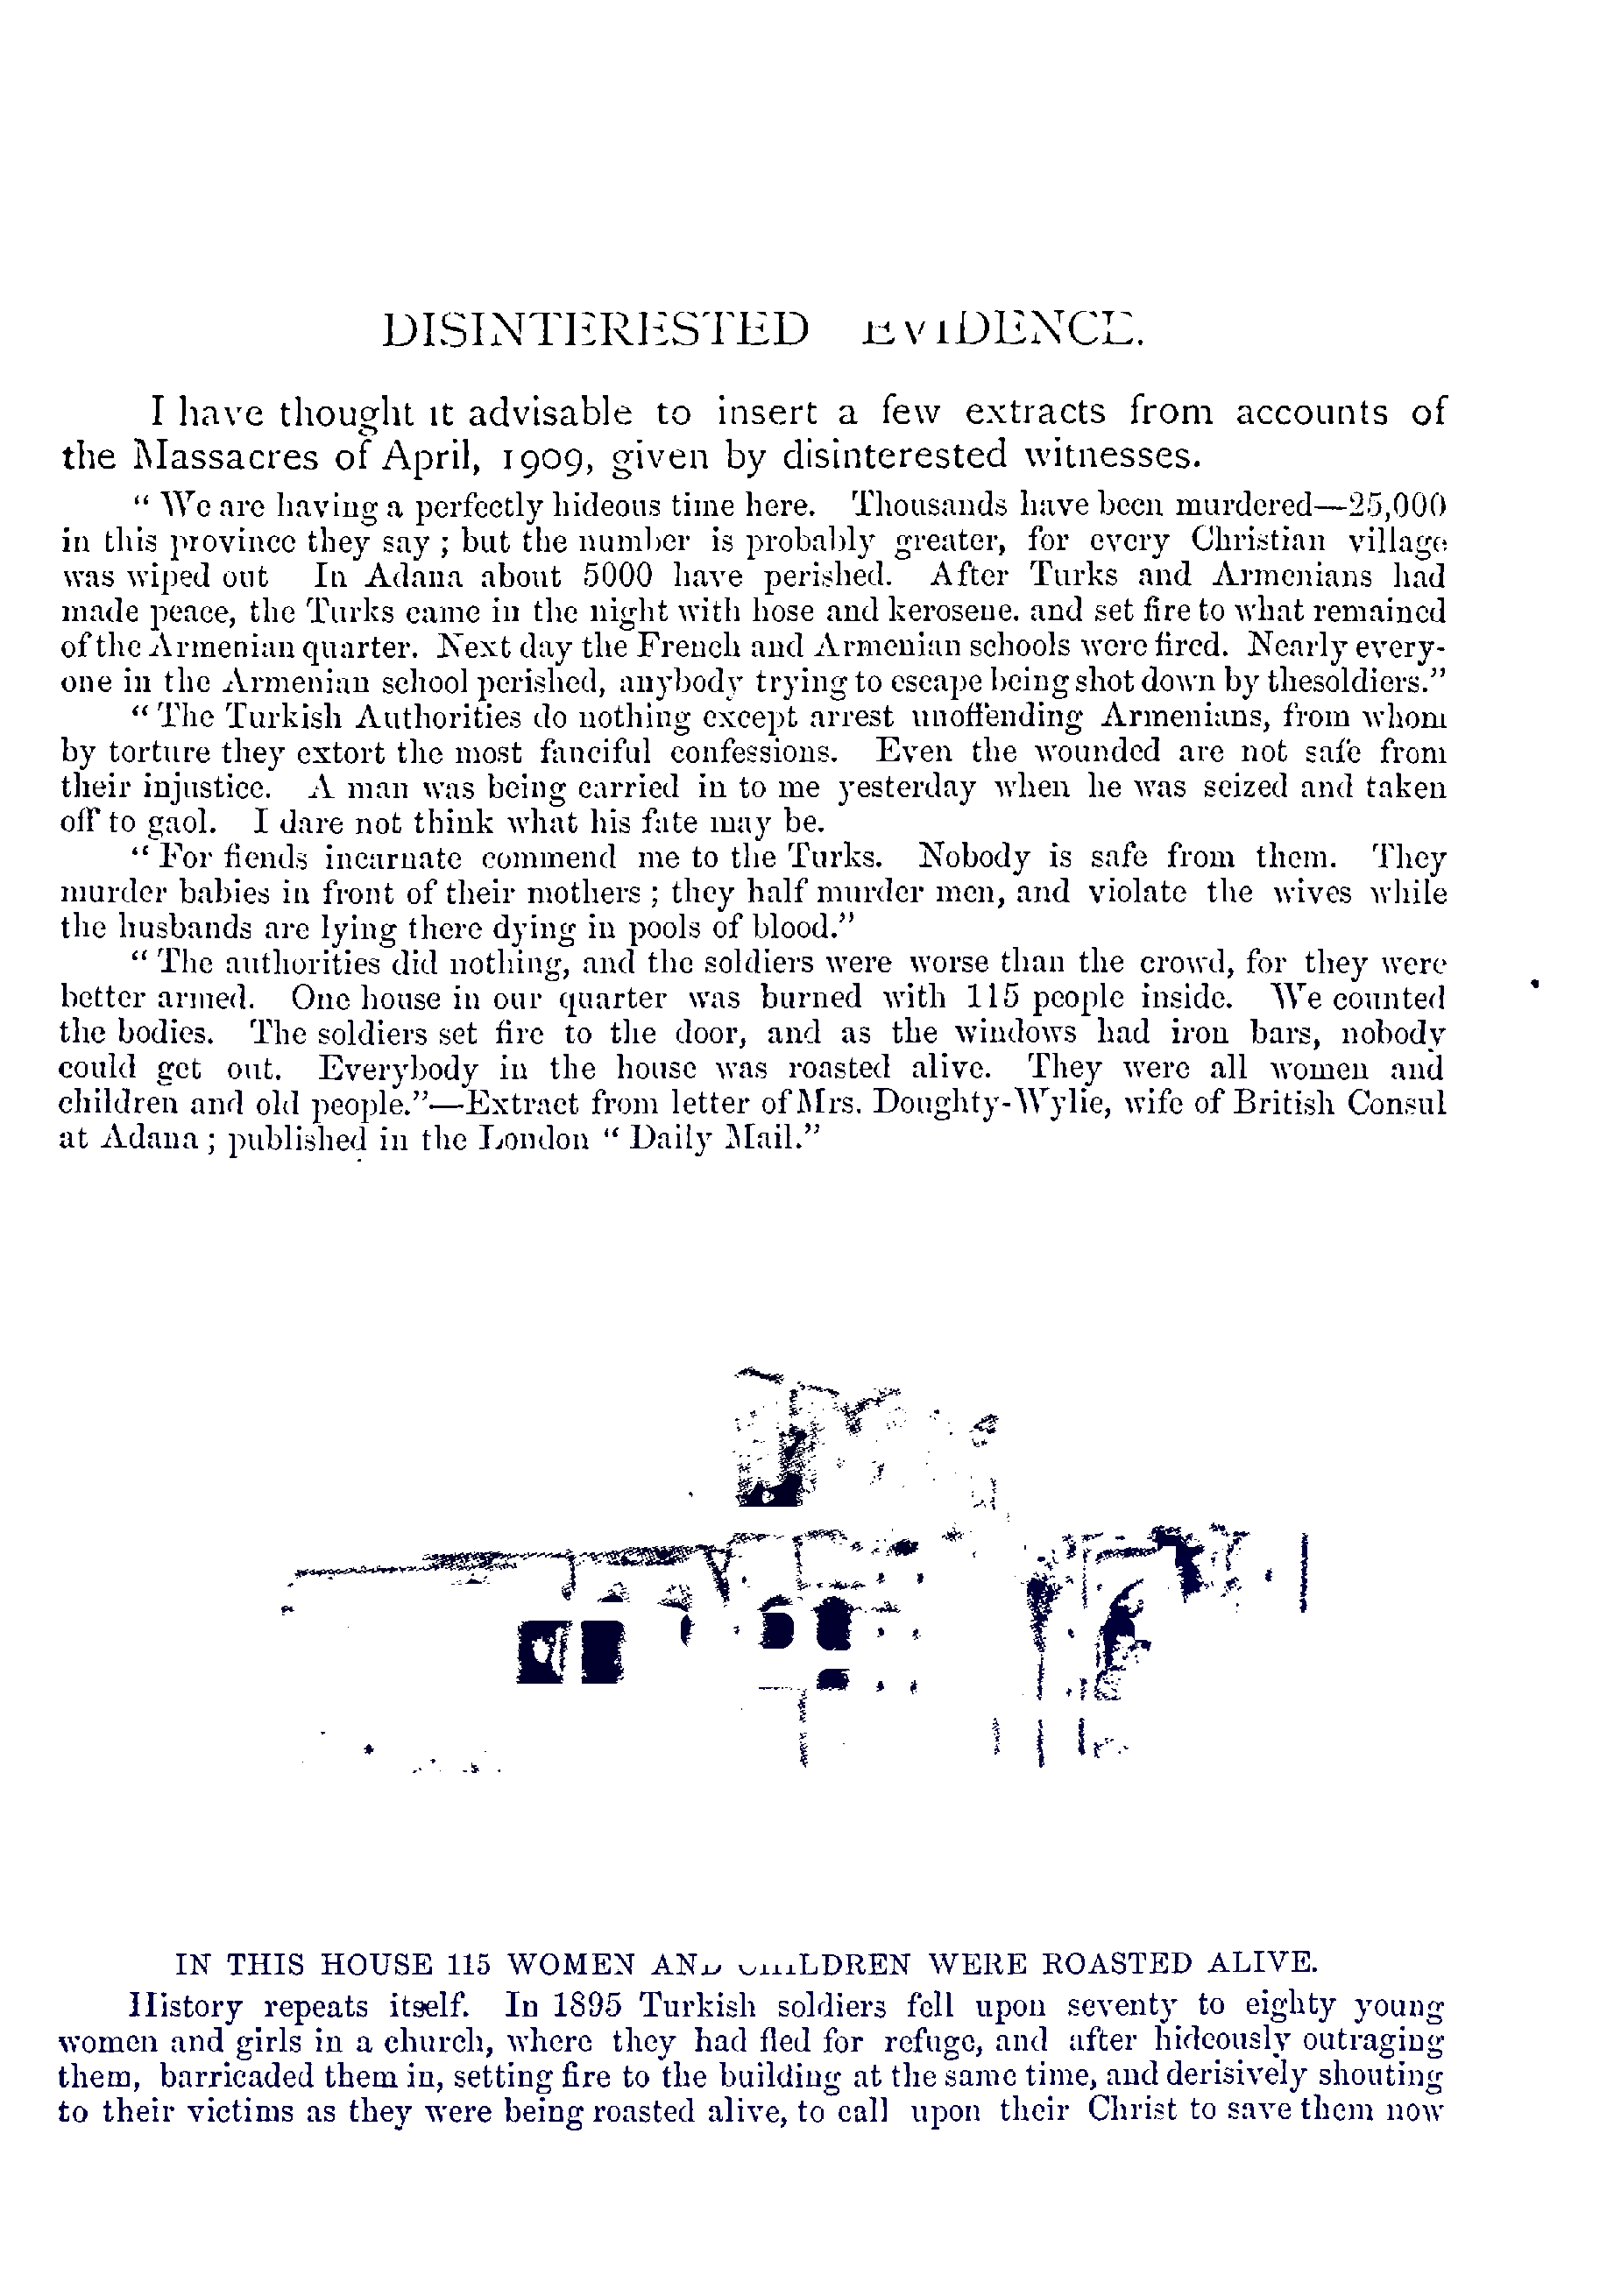 DISINTERESTED EVIDENCE.
I have thought it advisable to insert a few extracts from accounts of
the Massacres of April, 1909, given by disinterested witnesses.
“ We are having a perfectly hideous time here. Thousands have been murdered—25,000
in this province they say ; but the number is probably greater, for every Christian village
was wiped out In Adana about 5000 have perished. After Turks and Armenians had
made peace, the Turks came in the night with hose and kerosene. and set fire to what remained
of the Armenian quarter. Next day the French and Armenian schools were fired. Nearly every-
one in the Armenian school perished, anybody trying to escape being shot down by thesoldiers.”
“ The Turkish Authorities do nothing except arrest unoffending Armenians, from whom
by torture they extort the most fanciful confessions. Even the wounded are not safe from
their injustice. A man was being carried in to me yesterday when he was seized and taken
off to gaol. I dare not think what his fate may be.
“ For fiends incarnate commend me to the Turks. Nobody is safe from them. They
murder babies in front of their mothers ; they half murder men, and violate the wives while
the husbands are lying there dying in pools of blood.”
“ The authorities did nothing, and the soldiers were worse than the crowd, for they were
better armed. One house in our quarter was burned with 115 people inside. We counted
the bodies. The soldiers set fire to the door, and as the windows had iron bars, nobody
could get out. Everybody in the house was roasted alive. They were all women and
children and old people.”—Extract from letter of Mrs. Doughty-Wylie, wife of British Consul
at Adana ; published in the London “ Daily Mail.”
IN THIS HOUSE 115 WOMEN AND CHILDREN WERE ROASTED ALIVE.
History repeats itself. In 1895 Turkish soldiers fell upon seventy to eighty young
women and girls in a church, where they had fled for refuge, and after hideously outraging
them, barricaded them in, setting fire to the building at the same time, and derisively shouting
to their victims as they were being roasted alive, to call upon their Christ to save them now